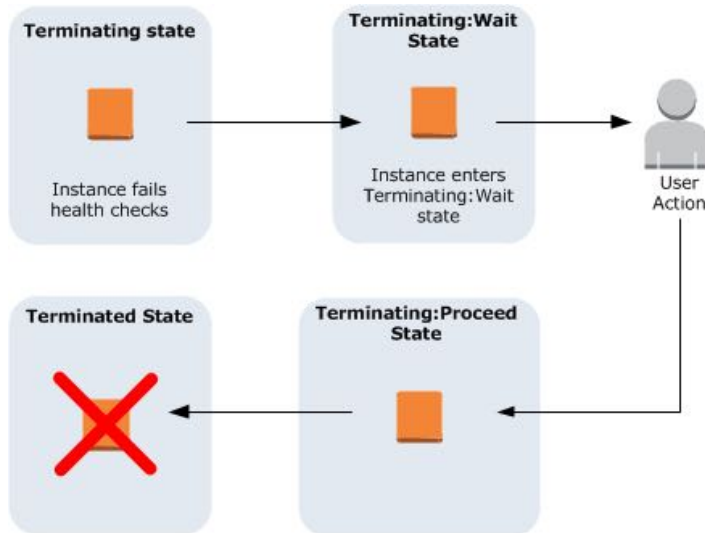 Terminating state
Instance fails
health checks
Terminating:Wait
State
Instance enters
Terminating:Wait
state
User
Action
Terminating:Proceed
State
Terminated State